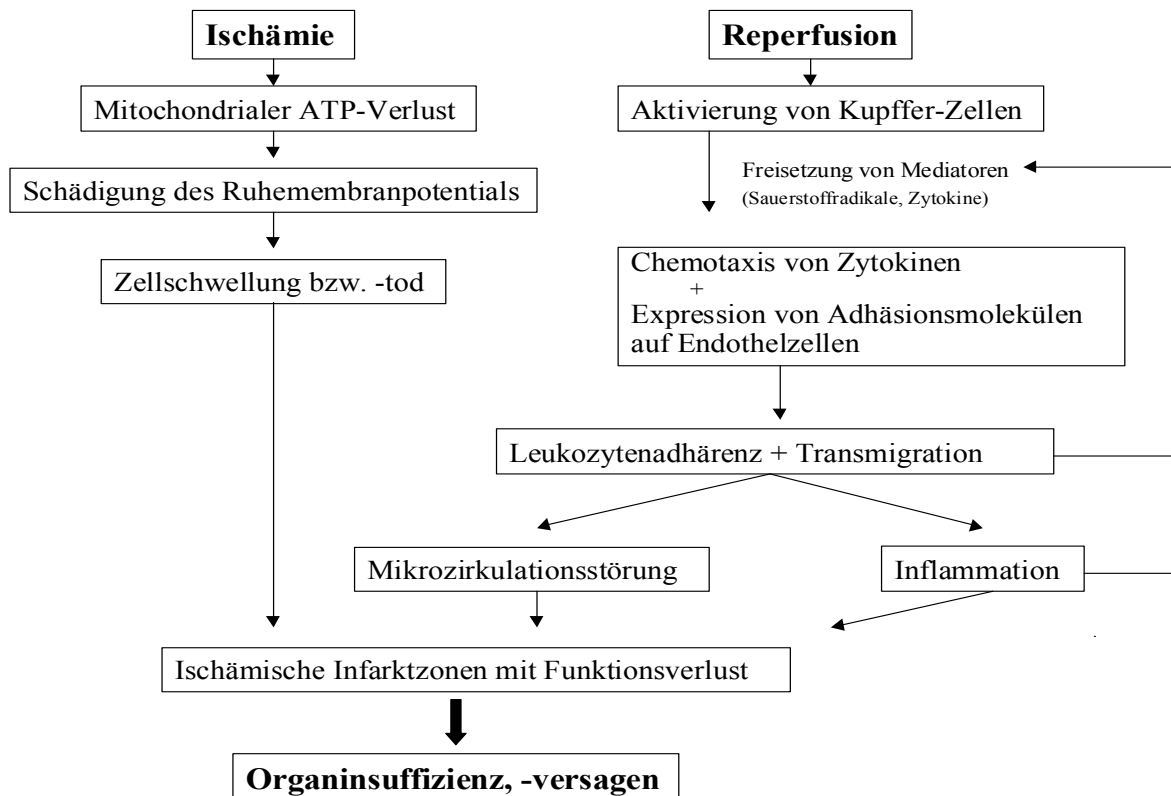 Ischämie
Mitochondrialer ATP-Verlust
Schädigung des Ruhemembranpotentials
Zellschwellung bzw. -tod
Reperfusion
Aktivierung von Kupffer-Zellen
Freisetzung von Mediatoren
(Sauerstoffradikale, Zytokine)
Chemotaxis von Zytokinen
+
Expression von Adhäsionsmolekülen
auf Endothelzellen
Leukozytenadhärenz + Transmigration
Mikrozirkulationsstörung
Inflammation
Ischämische Infarktzonen mit Funktionsverlust
Organinsuffizienz, -versagen